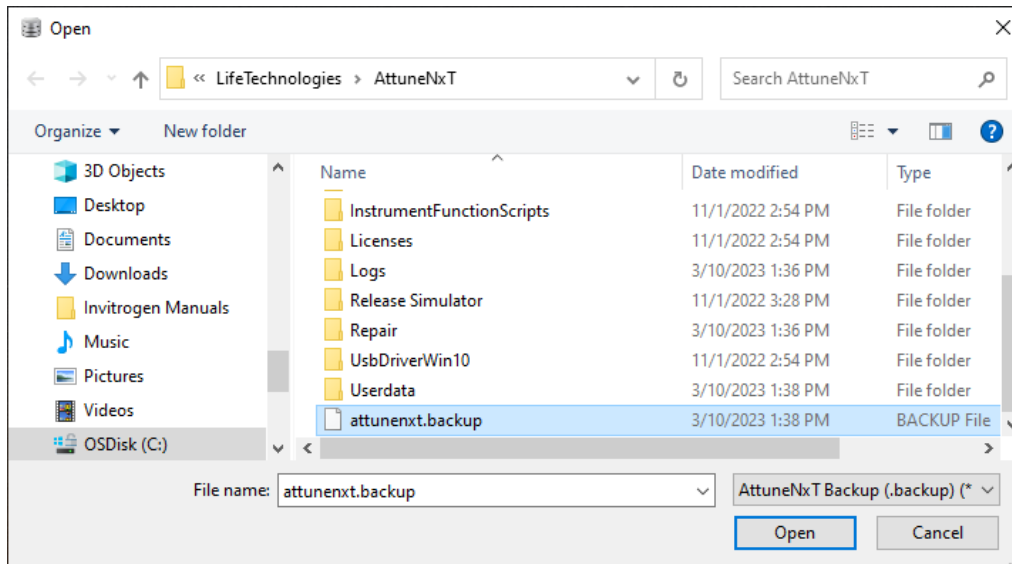 Open
« LifeTechnologies › AttuneNxT
Search AttuneNxT
Organize
New folder
3D Objects
Desktop
Documents
Downloads
Invitrogen Manuals
Music
Pictures
Videos
OSDisk (C:)
Name Date modified Type
InstrumentFunctionScripts 11/1/2022 2:54 PM File folder
Licenses 11/1/2022 2:54 PM File folder
Logs 3/10/2023 1:36 PM File folder
Release Simulator 11/1/2022 3:28 PM File folder
Repair 3/10/2023 1:36 PM File folder
UsbDriverWin10 11/1/2022 2:54 PM File folder
Userdata 3/10/2023 1:38 PM File folder
attunenxt.backup 3/10/2023 1:38 PM BACKUP File
File name: attunenxt.backup
AttuneNxT Backup (.backup) (*
Open Cancel